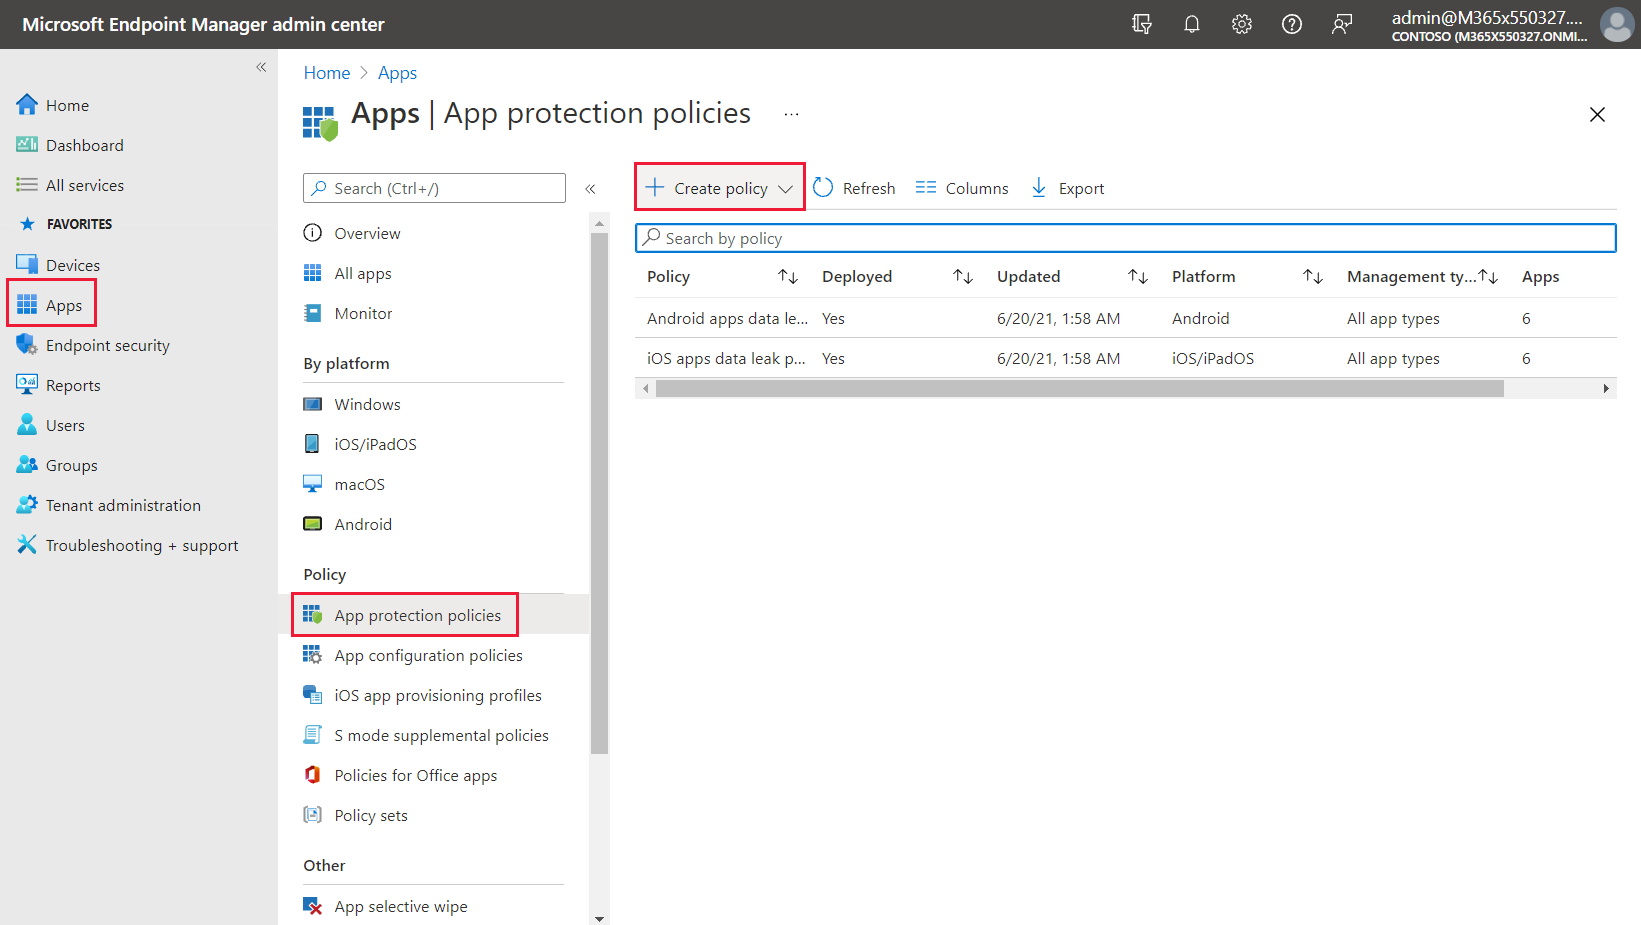 Microsoft Endpoint Manager admin center
admin@M365x550327....
CONTOSO (M365X550327.ONMI...
Home
Dashboard
All services
FAVORITES
Devices
Apps
Endpoint security
Reports
Users
Groups
Tenant administration
Troubleshooting + support
Home > Apps
Apps | App protection policies ...
Search (Ctrl+/)
Overview
All apps
Monitor
By platform
Windows
iOS/iPadOS
macOS
Android
Policy
App protection policies
App configuration policies
iOS app provisioning profiles
S mode supplemental policies
Policies for Office apps
Policy sets
Other
App selective wipe
Create policy Refresh Columns Export
Search by policy
Policy Deployed Updated Platform Management ty... Apps
Android apps data le... Yes 6/20/21, 1:58 AM Android All app types 6
iOS apps data leak p... Yes 6/20/21, 1:58 AM iOS/iPadOS All app types 6